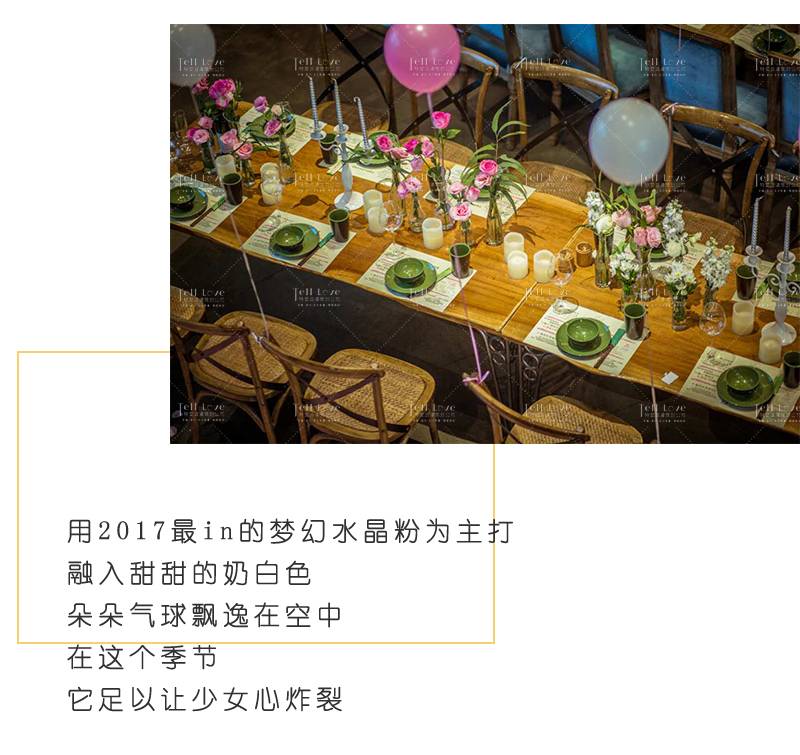 Tell Love
用2017最in的梦幻水晶粉为主打
融入甜甜的奶白色
朵朵气球飘逸在空中
在这个季节
它足以让少女心炸裂